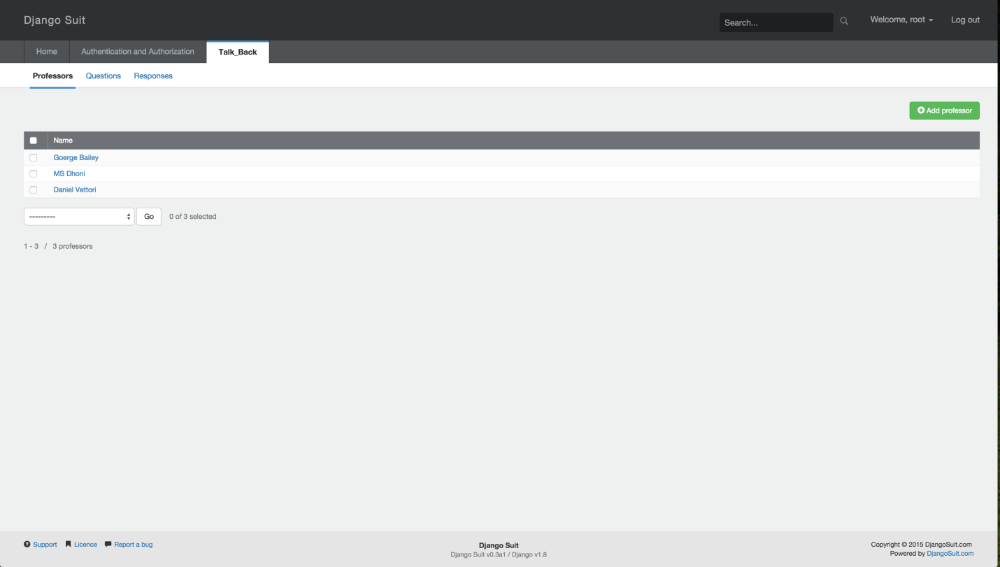 Django Suit
Search...
Welcome, root
Log out
Home
Authentication and Authorization
Talk_Back
Professors
Questions
Responses
Add professor
Name
Goerge Bailey
MS Dhoni
Daniel Vettori
---------
Go
0 of 3 selected
1 - 3 / 3 professors
Support
Licence
Report a bug
Django Suit
Django Suit v0.3a1 / Django v1.8
Copyright © 2015 DjangoSuit.com
Powered by DjangoSuit.com